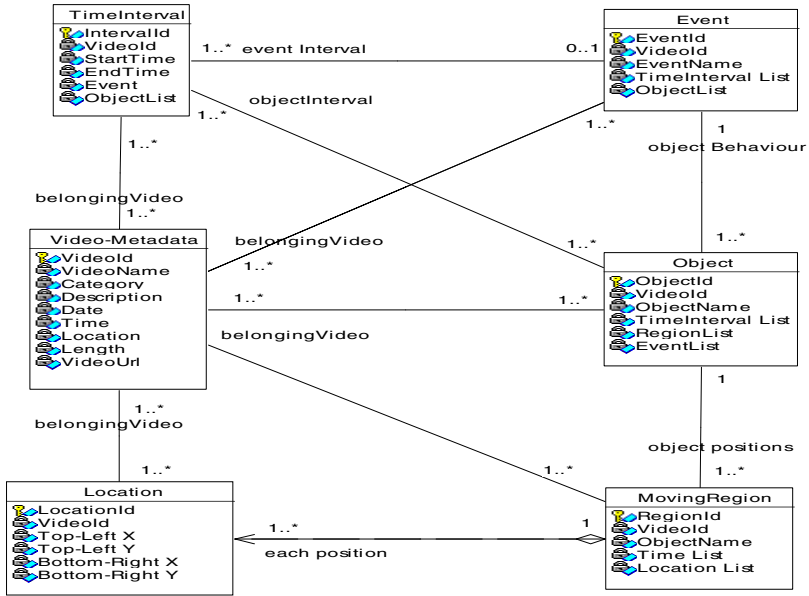 TimeInterval
IntervalId
VideoId
StartTime
EndTime
Event
ObjectList
Event
EventId
VideoId
EventName
TimeInterval List
ObjectList
1..* event Interval 0..1
objectInterval
1..*
1..*
1..*
1
object Behaviour
belongingVideo
1..*
Video-Metadata
VideoId
VideoName
Category
Description
Date
Time
Location
Length
VideoUrl
belongingVideo
1..*
1..*
1..*
1..*
1..*
belongingVideo
Object
ObjectId
VideoId
ObjectName
TimeInterval List
RegionList
EventList
1
object positions
1..*
1..*
belongingVideo
1..*
1..*
Location
LocationId
VideoId
Top-Left X
Top-Left Y
Bottom-Right X
Bottom-Right Y
1..*
1
each position
MovingRegion
RegionId
VideoId
ObjectName
Time List
Location List